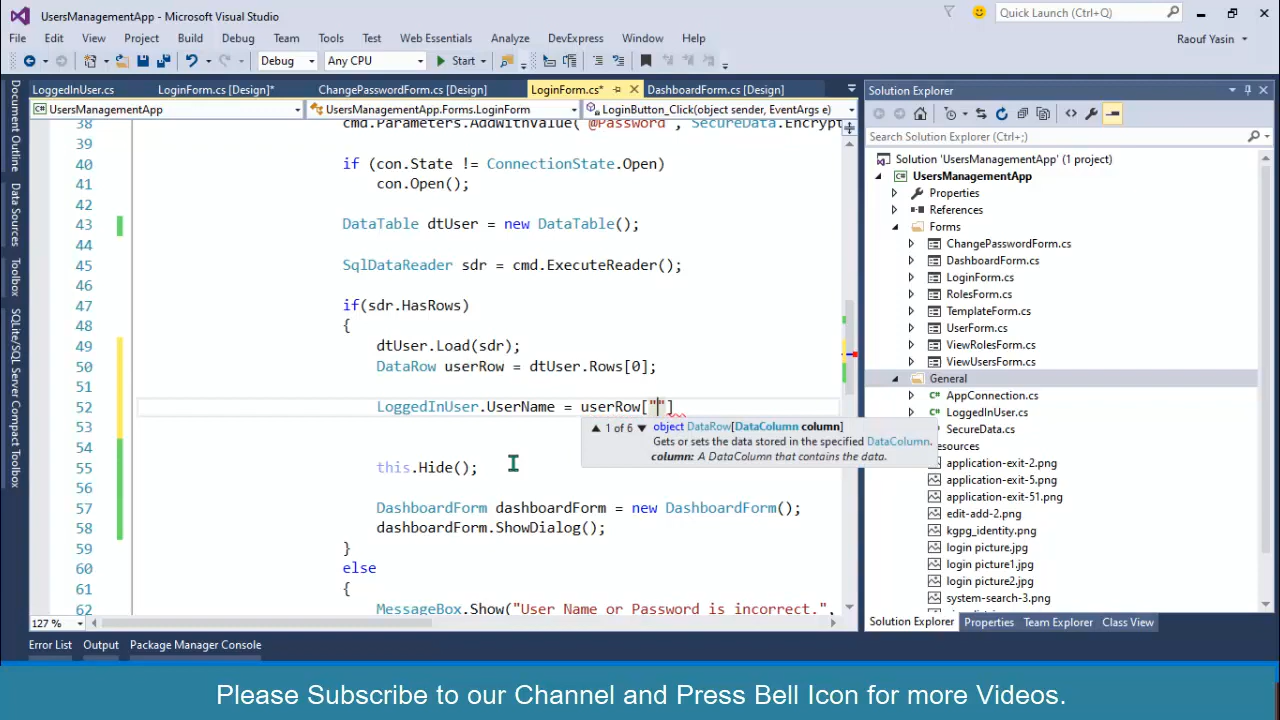 UsersManagementApp - Microsoft Visual Studio
Quick Launch (Ctrl+Q)
File Edit View Project Build Debug Team Tools Test Web Essentials Analyze DevExpress Window Help
Raouf Yasin
Debug Any CPU Start
LoggedInUser.cs LoginForm.cs [Design]* ChangePasswordForm.cs [Design] LoginForm.cs* DashboardForm.cs [Design]
UsersManagementApp UsersManagementApp.Forms.LoginForm LoginButton_Click(object sender, EventArgs e)
Document Outline
Data Sources
Toolbox
SQLite/SQL Server Compact Toolbox
38 cmd.Parameters.AddWithValue("@Password", SecureData.Encrypt
39
40 if (con.State != ConnectionState.Open)
41 con.Open();
42
43 DataTable dtUser = new DataTable();
44
45 SqlDataReader sdr = cmd.ExecuteReader();
46
47 if(sdr.HasRows)
48 {
49 dtUser.Load(sdr);
50 DataRow userRow = dtUser.Rows[0];
51
52 LoggedInUser.UserName = userRow[""]
53
54
55 this.Hide();
56
57 DashboardForm dashboardForm = new DashboardForm();
58 dashboardForm.ShowDialog();
59 }
60 else
61 {
62 MessageBox.Show("User Name or Password is incorrect.",
1 of 6 object DataRow[DataColumn column]
Gets or sets the data stored in the specified DataColumn.
column: A DataColumn that contains the data.
127 %
Solution Explorer
Search Solution Explorer (Ctrl+;)
Solution 'UsersManagementApp' (1 project)
UsersManagementApp
Properties
References
Forms
ChangePasswordForm.cs
DashboardForm.cs
LoginForm.cs
RolesForm.cs
TemplateForm.cs
UserForm.cs
ViewRolesForm.cs
ViewUsersForm.cs
General
AppConnection.cs
LoggedInUser.cs
SecureData.cs
esources
application-exit-2.png
application-exit-5.png
application-exit-51.png
edit-add-2.png
kgpg_identity.png
login picture.jpg
login picture1.jpg
login picture2.jpg
system-search-3.png
Solution Explorer Properties Team Explorer Class View
Error List Output Package Manager Console
Please Subscribe to our Channel and Press Bell Icon for more Videos.